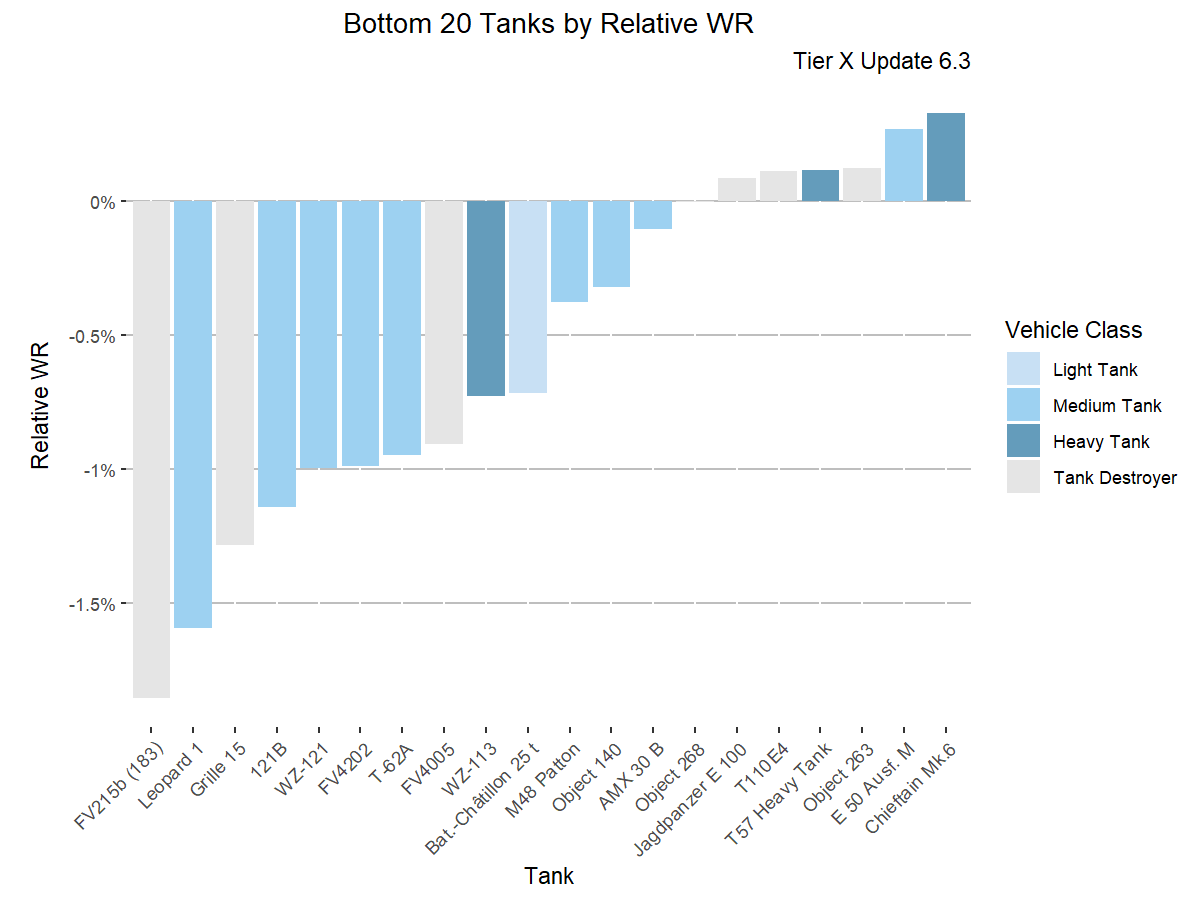 Bottom 20 Tanks by Relative WR
Tier X Update 6.3
0%
-0.5%
-1%
-1.5%
Relative WR
FV215b (183)
Leopard 1
Grille 15
121B
WZ-121
FV4202
T-62A
FV4005
WZ-113
Bat.-Châtillon 25 t
M48 Patton
Object 140
AMX 30 B
Object 268
Jagdpanzer E 100
T110E4
T57 Heavy Tank
Object 263
E 50 Ausf. M
Chieftain Mk.6
Tank
Vehicle Class
Light Tank
Medium Tank
Heavy Tank
Tank Destroyer